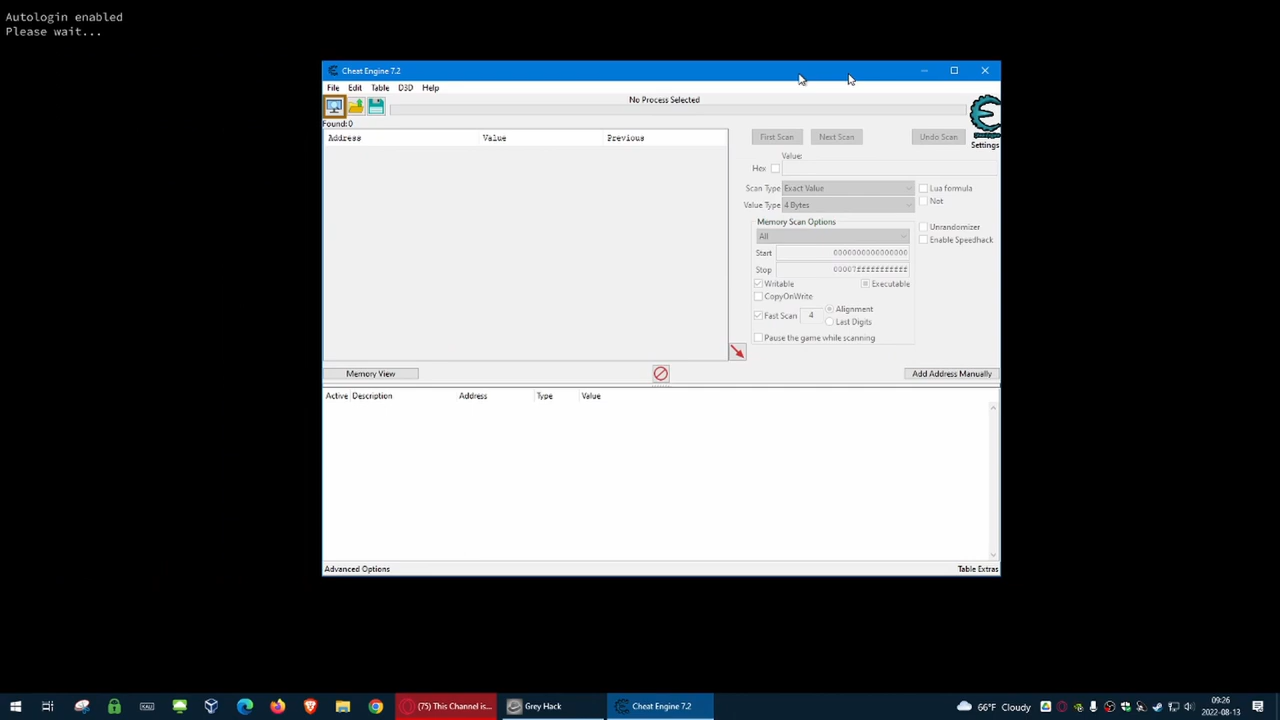 Autologin enabled
Please wait...
Cheat Engine 7.2
File Edit Table D3D Help
No Process Selected
Found: 0
Address Value Previous
First Scan Next Scan Undo Scan
Settings
Value:
Hex
Scan Type Exact Value Lua formula
Not
Value Type 4 Bytes
Memory Scan Options
All
Unrandomizer
Enable Speedhack
Start 0000000000000000
Stop 00007fffffffffff
Writable Executable
CopyOnWrite
Fast Scan 4 Alignment
Last Digits
Pause the game while scanning
Memory View Add Address Manually
Active Description Address Type Value
Advanced Options Table Extras
(75) This Channel is... Grey Hack Cheat Engine 7.2 66°F Cloudy 09:26
2022-08-13